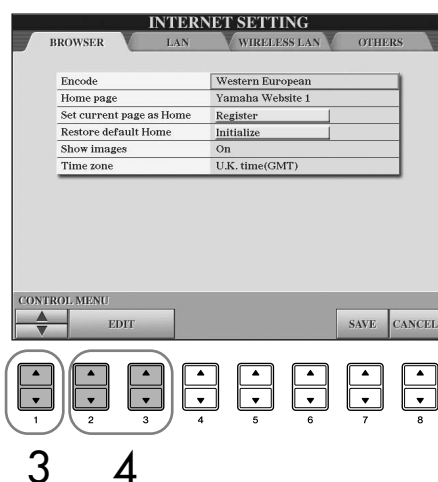 INTERNET SETTING
BROWSER LAN WIRELESS LAN OTHERS
Encode Western European
Home page Yamaha Website 1
Set current page as Home Register
Restore default Home Initialize
Show images On
Time zone U.K. time(GMT)
CONTROL MENU
EDIT SAVE CANCEL
1 2 3 4 5 6 7 8
3 4